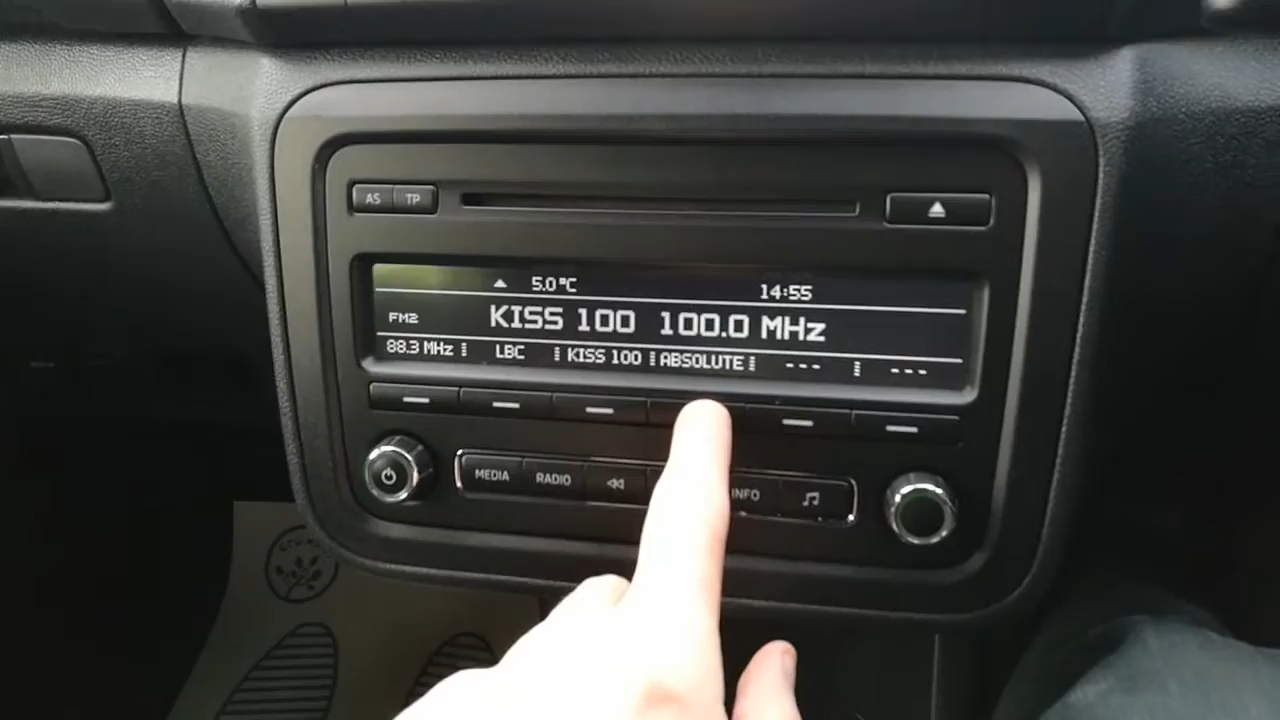 AS TP
5.0°C 14:55
FM2 KISS 100 100.0 MHz
88.3 MHz LBC KISS 100 ABSOLUTE --- ---
MEDIA RADIO INFO